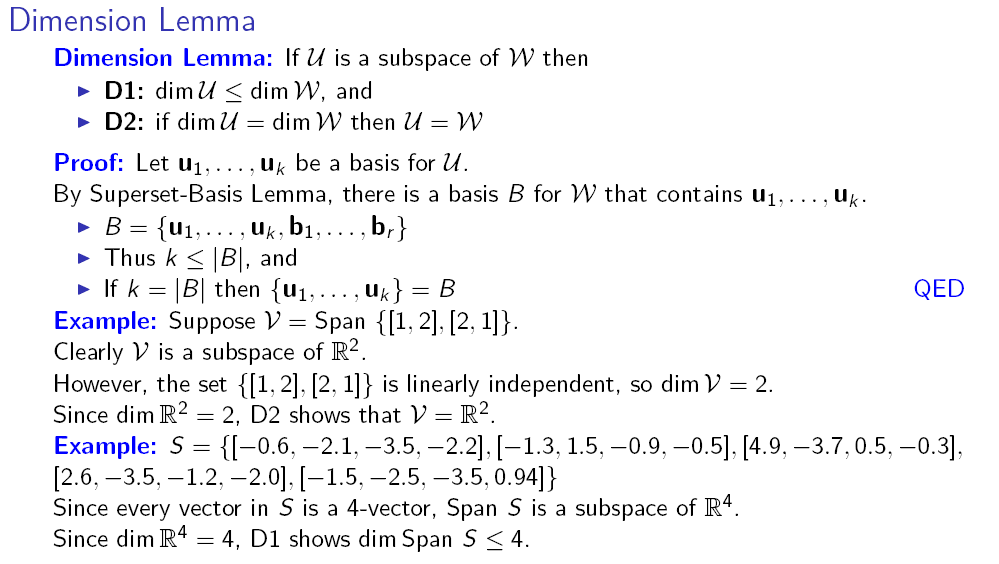 Dimension Lemma
Dimension Lemma: If 𝒰 is a subspace of 𝒲 then
▶ D1: dim 𝒰 ≤ dim 𝒲, and
▶ D2: if dim 𝒰 = dim 𝒲 then 𝒰 = 𝒲
Proof: Let u₁, . . . , uₖ be a basis for 𝒰.
By Superset-Basis Lemma, there is a basis B for 𝒲 that contains u₁, . . . , uₖ.
▶ B = {u₁, . . . , uₖ, b₁, . . . , bᵣ}
▶ Thus k ≤ |B|, and
▶ If k = |B| then {u₁, . . . , uₖ} = B QED
Example: Suppose 𝒱 = Span {[1, 2], [2, 1]}.
Clearly 𝒱 is a subspace of ℝ².
However, the set {[1, 2], [2, 1]} is linearly independent, so dim 𝒱 = 2.
Since dim ℝ² = 2, D2 shows that 𝒱 = ℝ².
Example: S = {[−0.6, −2.1, −3.5, −2.2], [−1.3, 1.5, −0.9, −0.5], [4.9, −3.7, 0.5, −0.3],
[2.6, −3.5, −1.2, −2.0], [−1.5, −2.5, −3.5, 0.94]}
Since every vector in S is a 4-vector, Span S is a subspace of ℝ⁴.
Since dim ℝ⁴ = 4, D1 shows dim Span S ≤ 4.